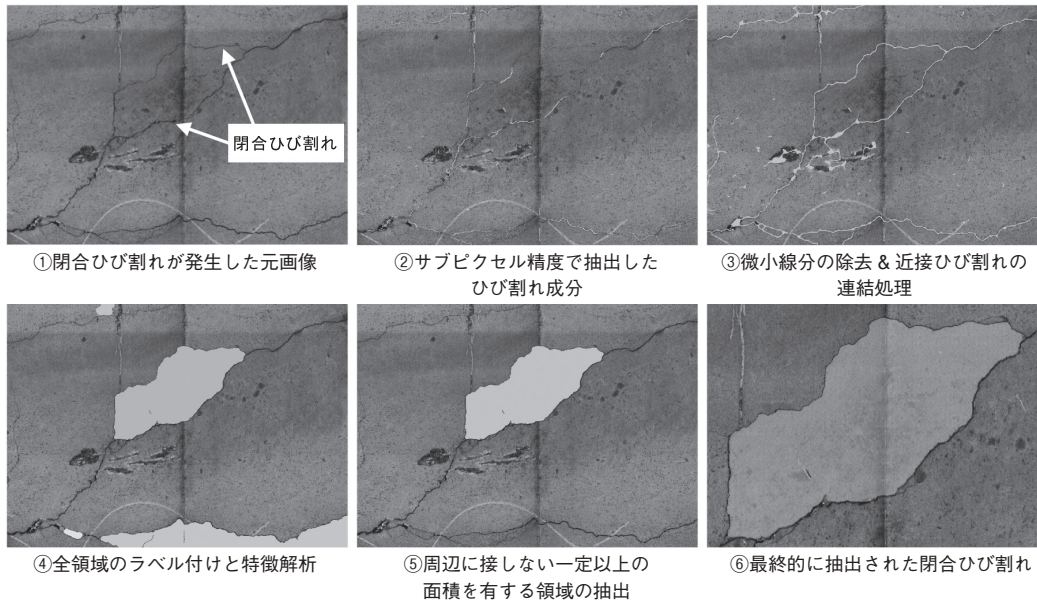 閉合ひび割れ
①閉合ひび割れが発生した元画像
②サブピクセル精度で抽出した
ひび割れ成分
③微小線分の除去 & 近接ひび割れの
連結処理
④全領域のラベル付けと特徴解析
⑤周辺に接しない一定以上の
面積を有する領域の抽出
⑥最終的に抽出された閉合ひび割れ